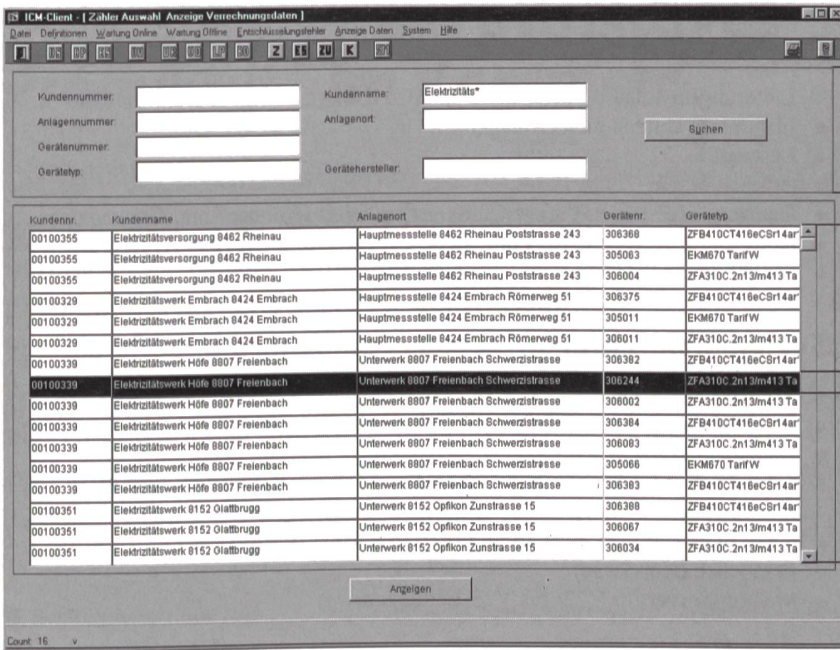 ICM-Client - [ Zähler Auswahl Anzeige Verrechnungsdaten ]
Datei Definitionen Wartung Online Wartung Offline Entschlüsselungsfehler Anzeige Daten System Hilfe
Z ES ZU K
Kundennummer: Kundenname: Elektrizitäts*
Anlagennummer: Anlagenort
Suchen
Gerätenummer:
Gerätetyp: Gerätehersteller:
Kundennr. Kundenname Anlagenort Gerätenr. Gerätetyp
00100355 Elektrizitätsversorgung 8462 Rheinau Hauptmessstelle 8462 Rheinau Poststrasse 243 306368 ZFB410CT416eCSr14ar
00100355 Elektrizitätsversorgung 8462 Rheinau Hauptmessstelle 8462 Rheinau Poststrasse 243 305063 EKM670 Tarif W
00100355 Elektrizitätsversorgung 8462 Rheinau Hauptmessstelle 8462 Rheinau Poststrasse 243 306004 ZFA310C.2n13/m413 Ta
00100329 Elektrizitätswerk Embrach 8424 Embrach Hauptmessstelle 8424 Embrach Römerweg 51 306375 ZFB410CT416eCSr14ar
00100329 Elektrizitätswerk Embrach 8424 Embrach Hauptmessstelle 8424 Embrach Römerweg 51 305011 EKM670 Tarif W
00100329 Elektrizitätswerk Embrach 8424 Embrach Hauptmessstelle 8424 Embrach Römerweg 51 306011 ZFA310C.2n13/m413 Ta
00100339 Elektrizitätswerk Höfe 8807 Freienbach Unterwerk 8807 Freienbach Schwerzistrasse 306382 ZFB410CT416eCSr14ar
00100339 Elektrizitätswerk Höfe 8807 Freienbach Unterwerk 8807 Freienbach Schwerzistrasse 306244 ZFA310C.2n13/m413 Ta
00100339 Elektrizitätswerk Höfe 8807 Freienbach Unterwerk 8807 Freienbach Schwerzistrasse 306002 ZFA310C.2n13/m413 Ta
00100339 Elektrizitätswerk Höfe 8807 Freienbach Unterwerk 8807 Freienbach Schwerzistrasse 306384 ZFB410CT416eCSr14ar
00100339 Elektrizitätswerk Höfe 8807 Freienbach Unterwerk 8807 Freienbach Schwerzistrasse 306083 ZFA310C.2n13/m413 Ta
00100339 Elektrizitätswerk Höfe 8807 Freienbach Unterwerk 8807 Freienbach Schwerzistrasse 305066 EKM670 Tarif W
00100339 Elektrizitätswerk Höfe 8807 Freienbach Unterwerk 8807 Freienbach Schwerzistrasse 306383 ZFB410CT416eCSr14ar
00100351 Elektrizitätswerk 8152 Glattbrugg Unterwerk 8152 Opfikon Zunstrasse 15 306388 ZFB410CT416eCSr14ar
00100351 Elektrizitätswerk 8152 Glattbrugg Unterwerk 8152 Opfikon Zunstrasse 15 306067 ZFA310C.2n13/m413 Ta
00100351 Elektrizitätswerk 8152 Glattbrugg Unterwerk 8152 Opfikon Zunstrasse 15 306034 ZFA310C.2n13/m413 Ta
Anzeigen
Count: 16 v